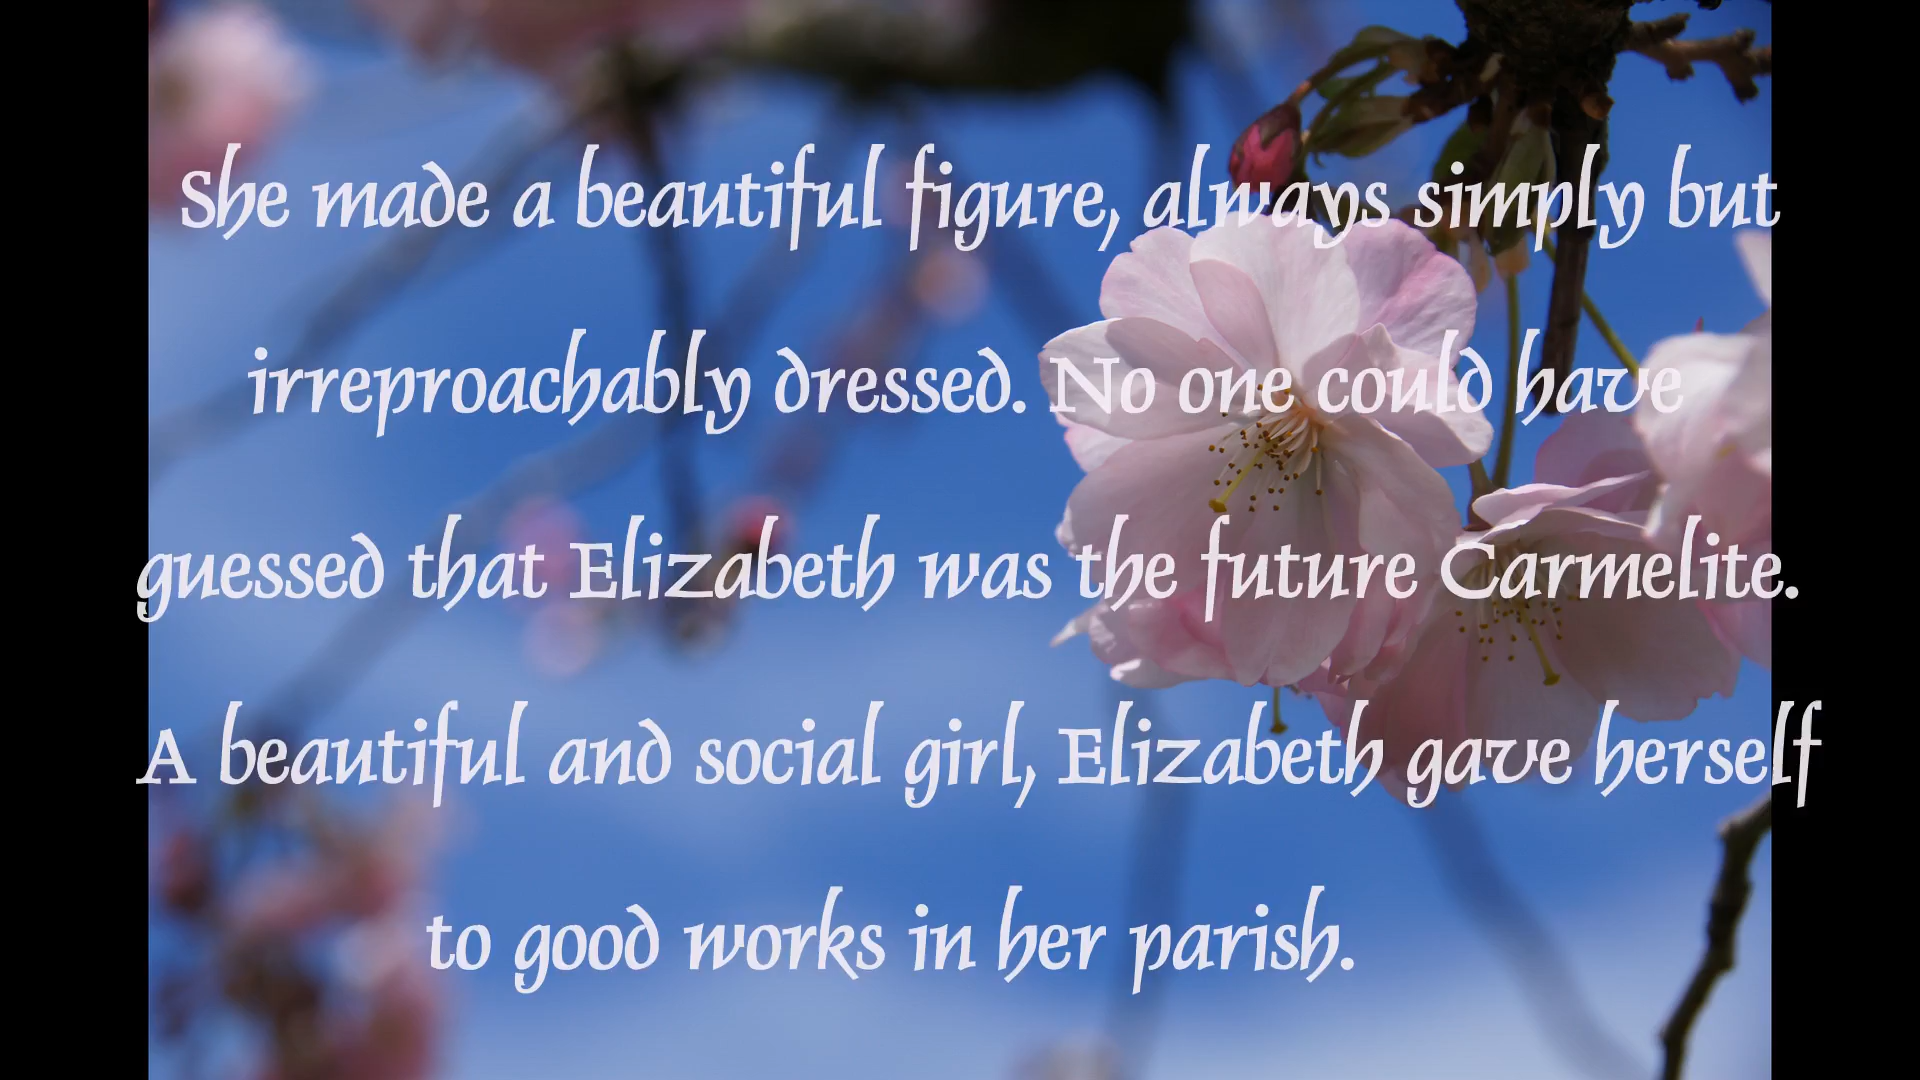 She made a beautiful figure, always simply but
irreproachably dressed. No one could have
guessed that Elizabeth was the future Carmelite.
A beautiful and social girl, Elizabeth gave herself
to good works in her parish.